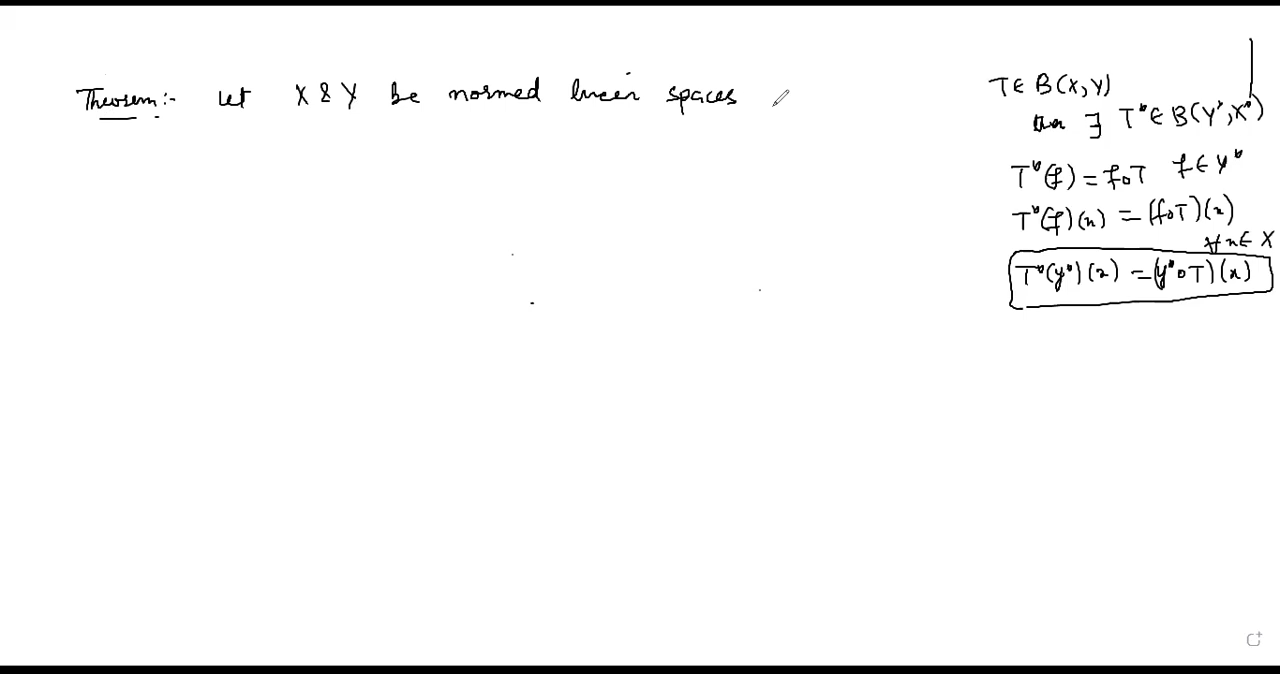 Theorem:- Let X & Y be normed linear spaces
T ∈ B(X,Y)
then ∃ T* ∈ B(Y*,X*)
T*(f) = f∘T f ∈ Y*
T*(f)(x) = (f∘T)(x)
∀ x ∈ X
T*(y*)(x) = (y*∘T)(x)